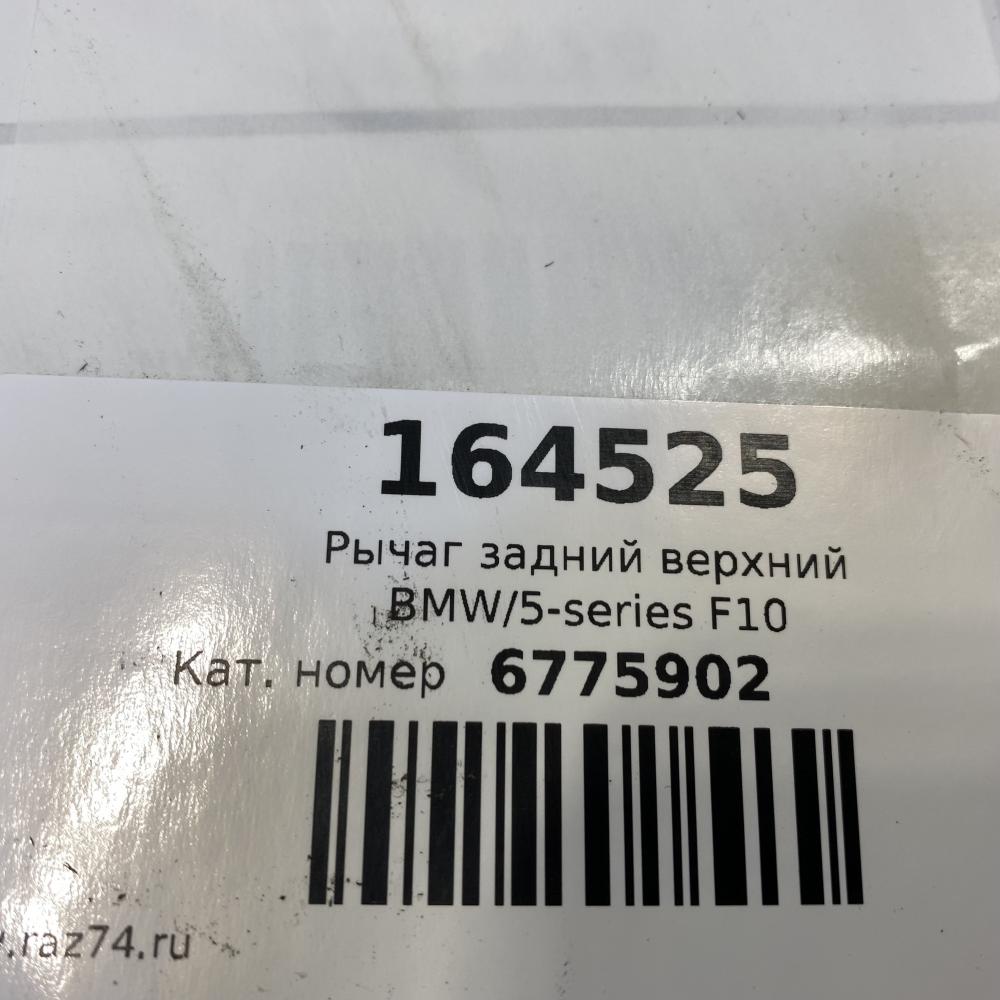 164525
Рычаг задний верхний
BMW/5-series F10
Кат. номер 6775902
.raz74.ru